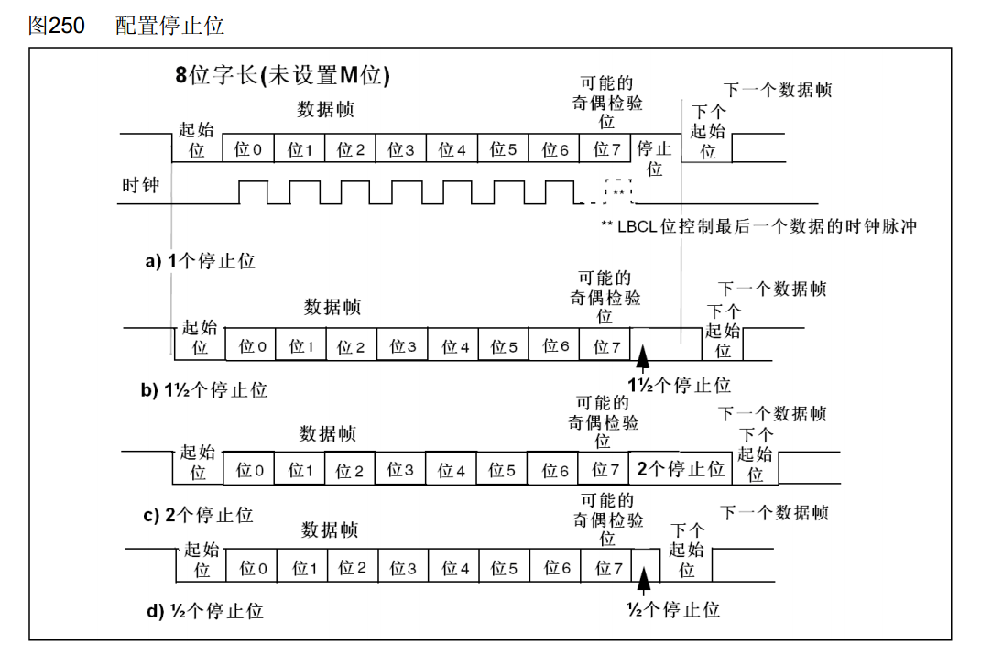 图250 配置停止位
8位字长(未设置M位)
数据帧
可能的
奇偶检验
位
下一个数据帧
下个
起始
位
起始
位
位0 位1 位2 位3 位4 位5 位6 位7
停止
位
时钟
**
** LBCL位控制最后一个数据的时钟脉冲
a) 1个停止位
数据帧
可能的
奇偶检验
位
下一个数据帧
下个
起始
位
起始
位
位0 位1 位2 位3 位4 位5 位6 位7
1½个停止位
b) 1½个停止位
数据帧
可能的
奇偶检验
位
下一个数据帧
下个
起始
位
起始
位
位0 位1 位2 位3 位4 位5 位6 位7 2个停止位
c) 2个停止位
数据帧
可能的
奇偶检验
位
下一个数据帧
下个
起始
位
起始
位
位0 位1 位2 位3 位4 位5 位6 位7
½个停止位
d) ½个停止位